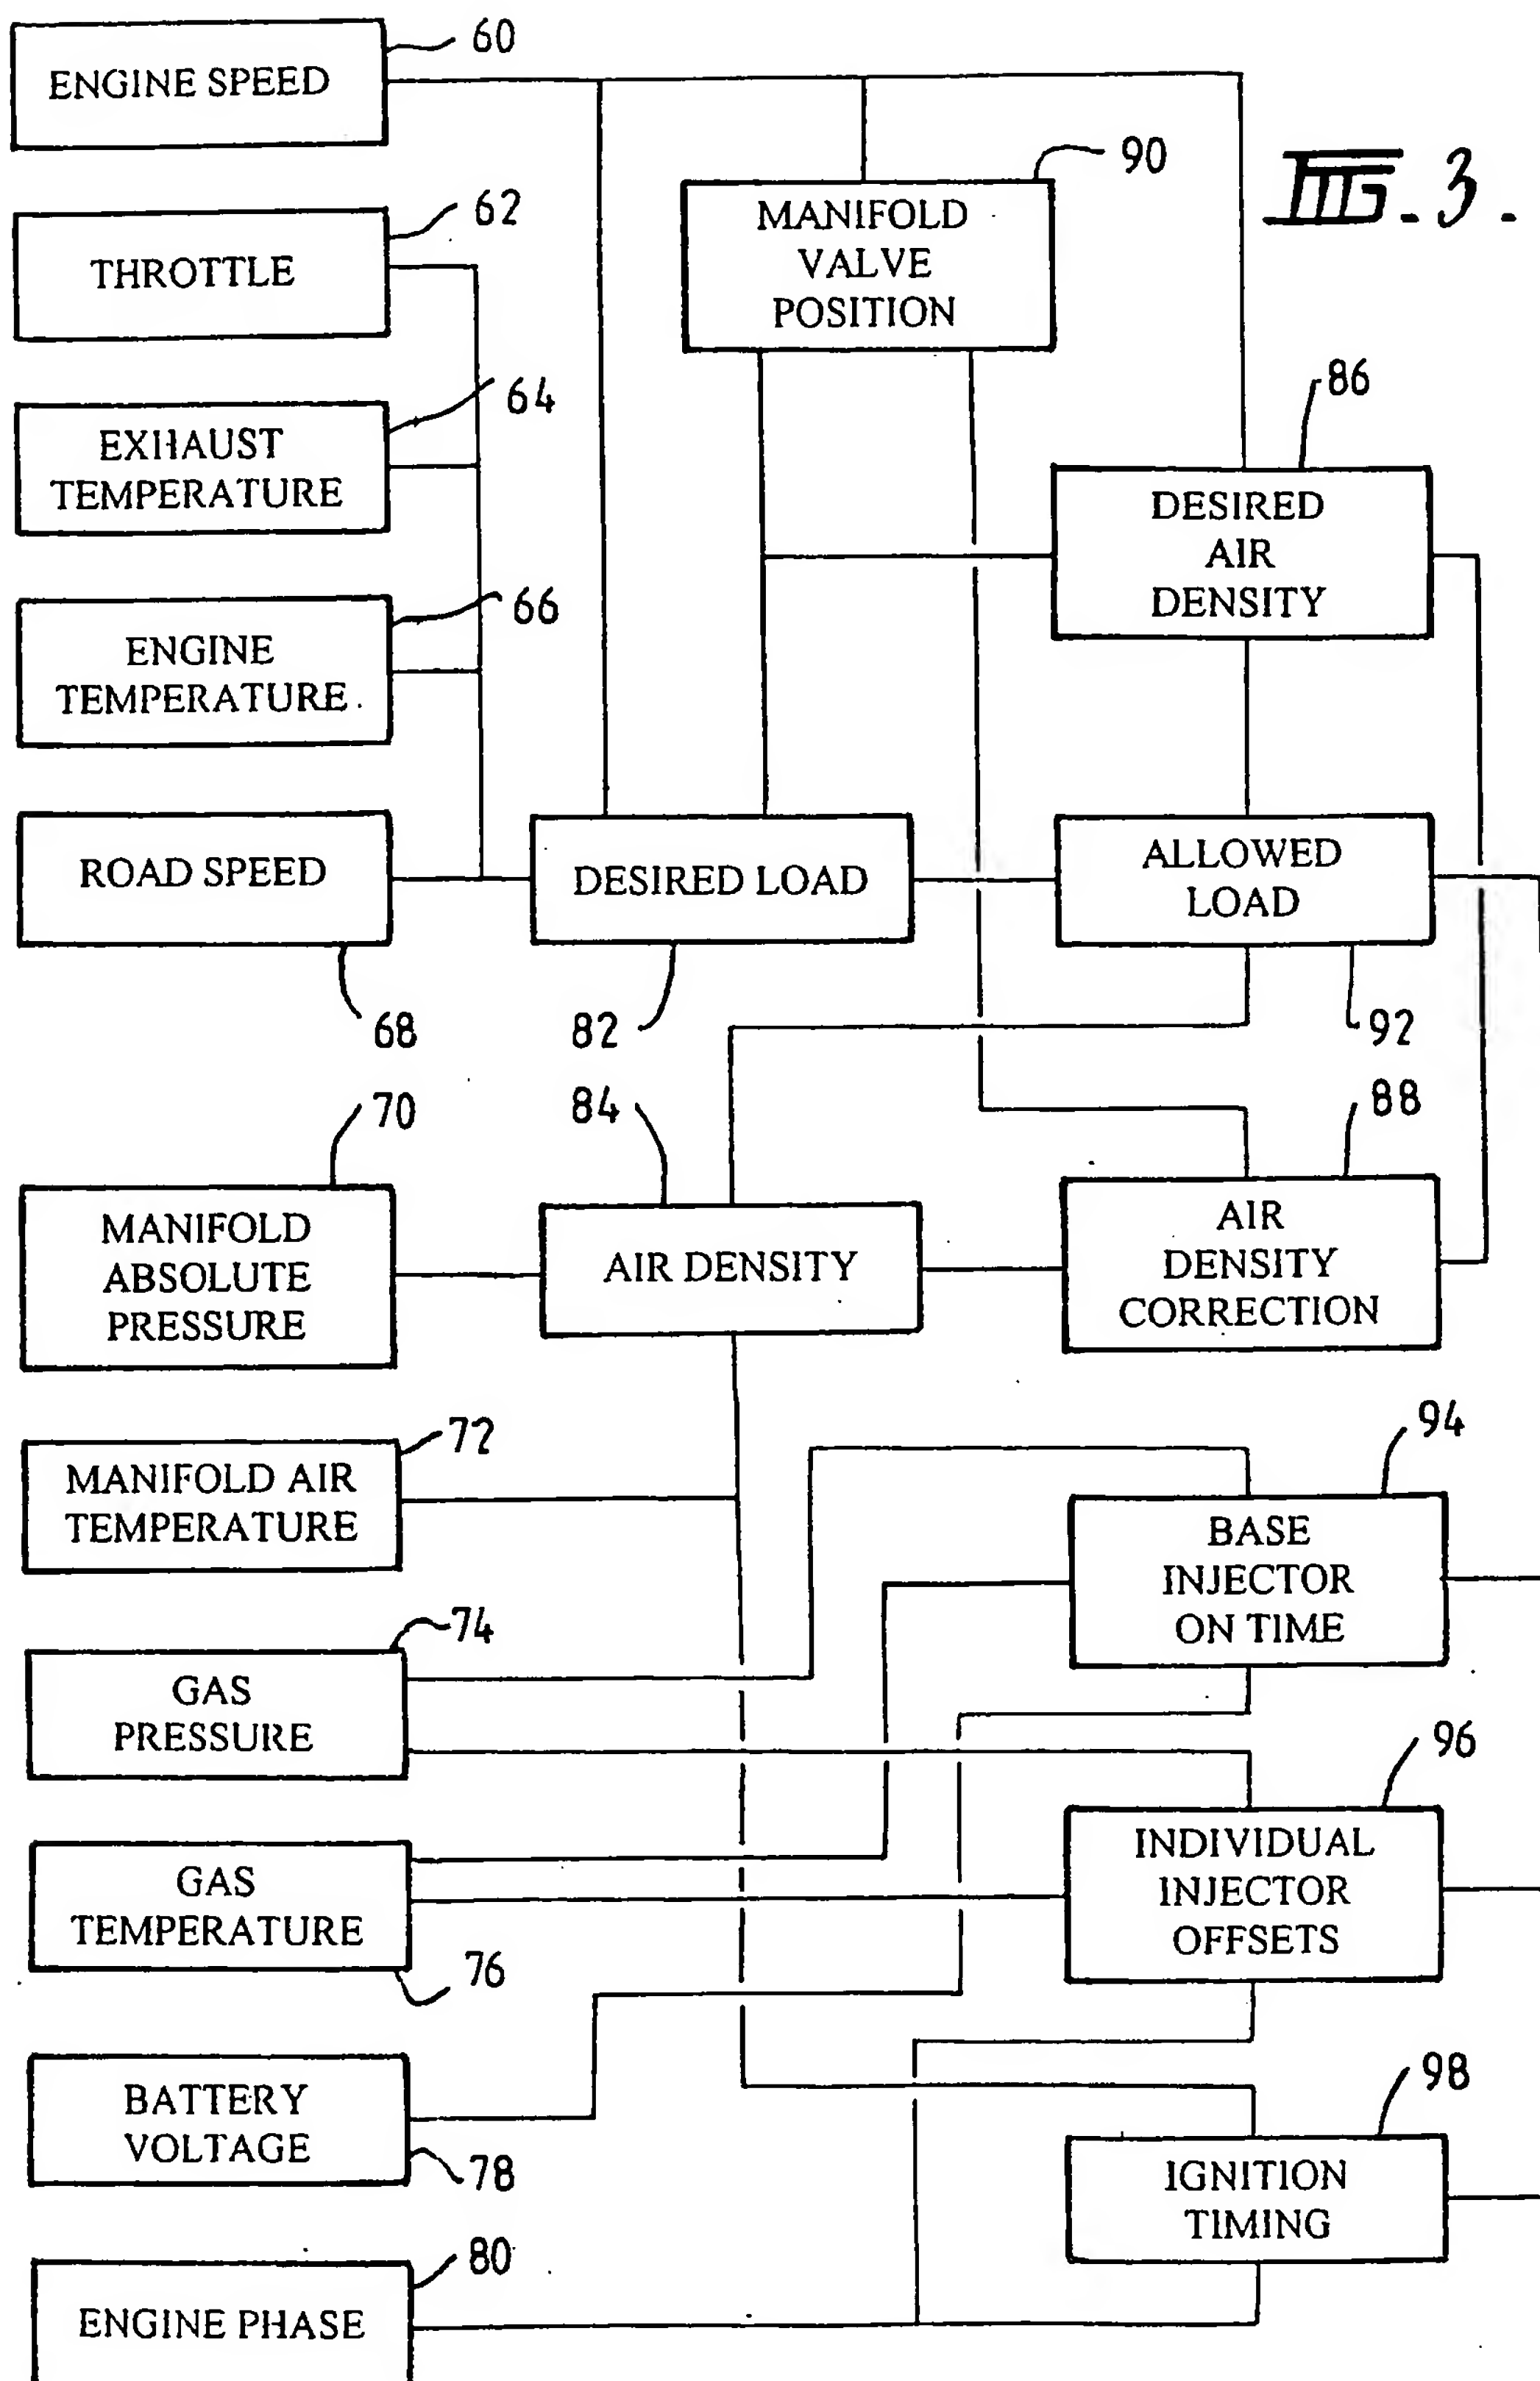 60
ENGINE SPEED
90
FIG. 3.
MANIFOLD
VALVE
POSITION
62
THROTTLE
86
64
EXHAUST
TEMPERATURE
DESIRED
AIR
DENSITY
66
ENGINE
TEMPERATURE
ROAD SPEED
DESIRED LOAD
ALLOWED
LOAD
68
82
92
70
84
88
MANIFOLD
ABSOLUTE
PRESSURE
AIR DENSITY
AIR
DENSITY
CORRECTION
72
94
MANIFOLD AIR
TEMPERATURE
BASE
INJECTOR
ON TIME
74
GAS
PRESSURE
96
INDIVIDUAL
INJECTOR
OFFSETS
GAS
TEMPERATURE
76
98
BATTERY
VOLTAGE
78
IGNITION
TIMING
80
ENGINE PHASE